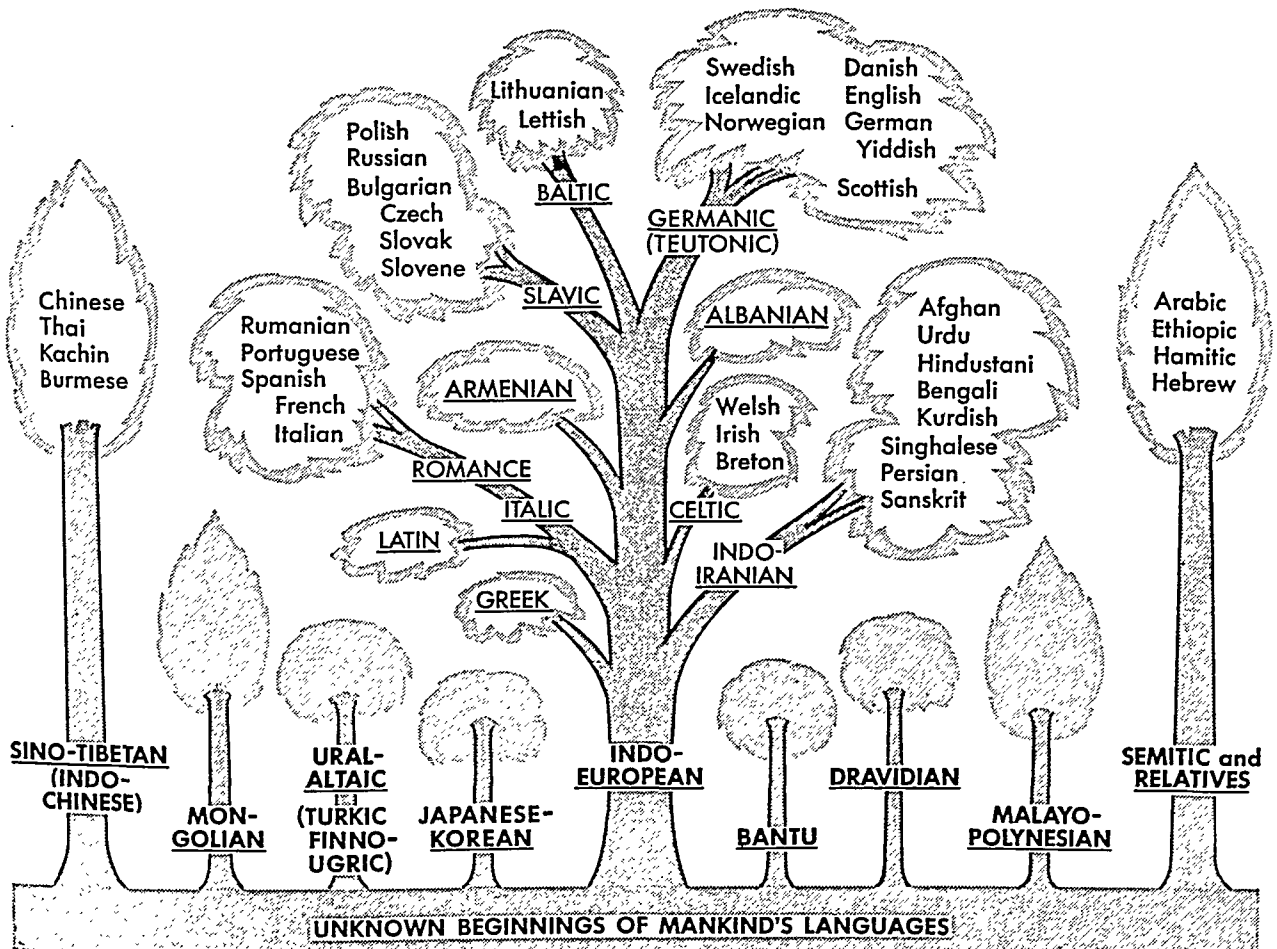 Lithuanian
Lettish
BALTIC
Swedish
Icelandic
Norwegian
Danish
English
German
Yiddish
Scottish
GERMANIC
(TEUTONIC)
Polish
Russian
Bulgarian
Czech
Slovak
Slovene
SLAVIC
Chinese
Thai
Kachin
Burmese
Rumanian
Portuguese
Spanish
French
Italian
ROMANCE
ITALIC
LATIN
ARMENIAN
GREEK
ALBANIAN
Welsh
Irish
Breton
CELTIC
Afghan
Urdu
Hindustani
Bengali
Kurdish
Singhalese
Persian
Sanskrit
INDO-
IRANIAN
Arabic
Ethiopic
Hamitic
Hebrew
SINO-TIBETAN
(INDO-
CHINESE)
MON-
GOLIAN
URAL-
ALTAIC
(TURKIC
FINNO-
UGRIC)
JAPANESE-
KOREAN
INDO-
EUROPEAN
BANTU
DRAVIDIAN
MALAYO-
POLYNESIAN
SEMITIC and
RELATIVES
UNKNOWN BEGINNINGS OF MANKIND'S LANGUAGES